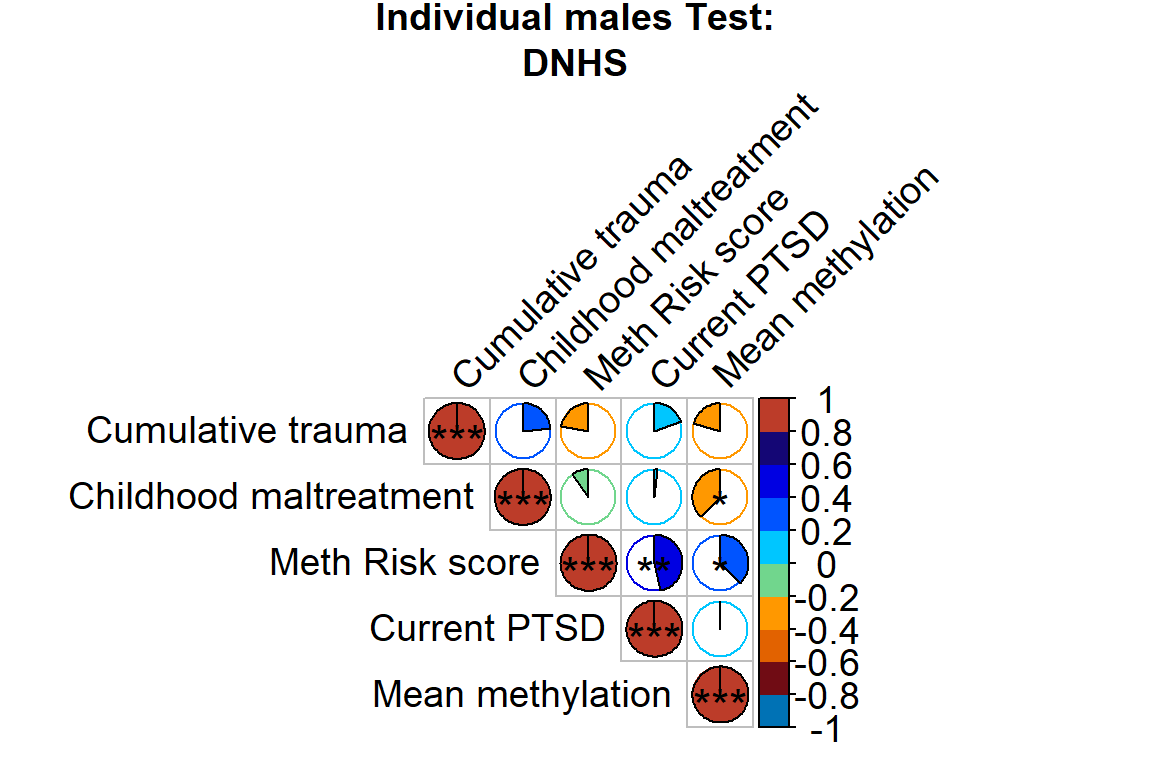 Individual males Test:
DNHS
Cumulative trauma
Childhood maltreatment
Meth Risk score
Current PTSD
Mean methylation
Cumulative trauma
***
Childhood maltreatment
***
*
Meth Risk score
***
**
*
Current PTSD
***
Mean methylation
***
1
0.8
0.6
0.4
0.2
0
-0.2
-0.4
-0.6
-0.8
-1